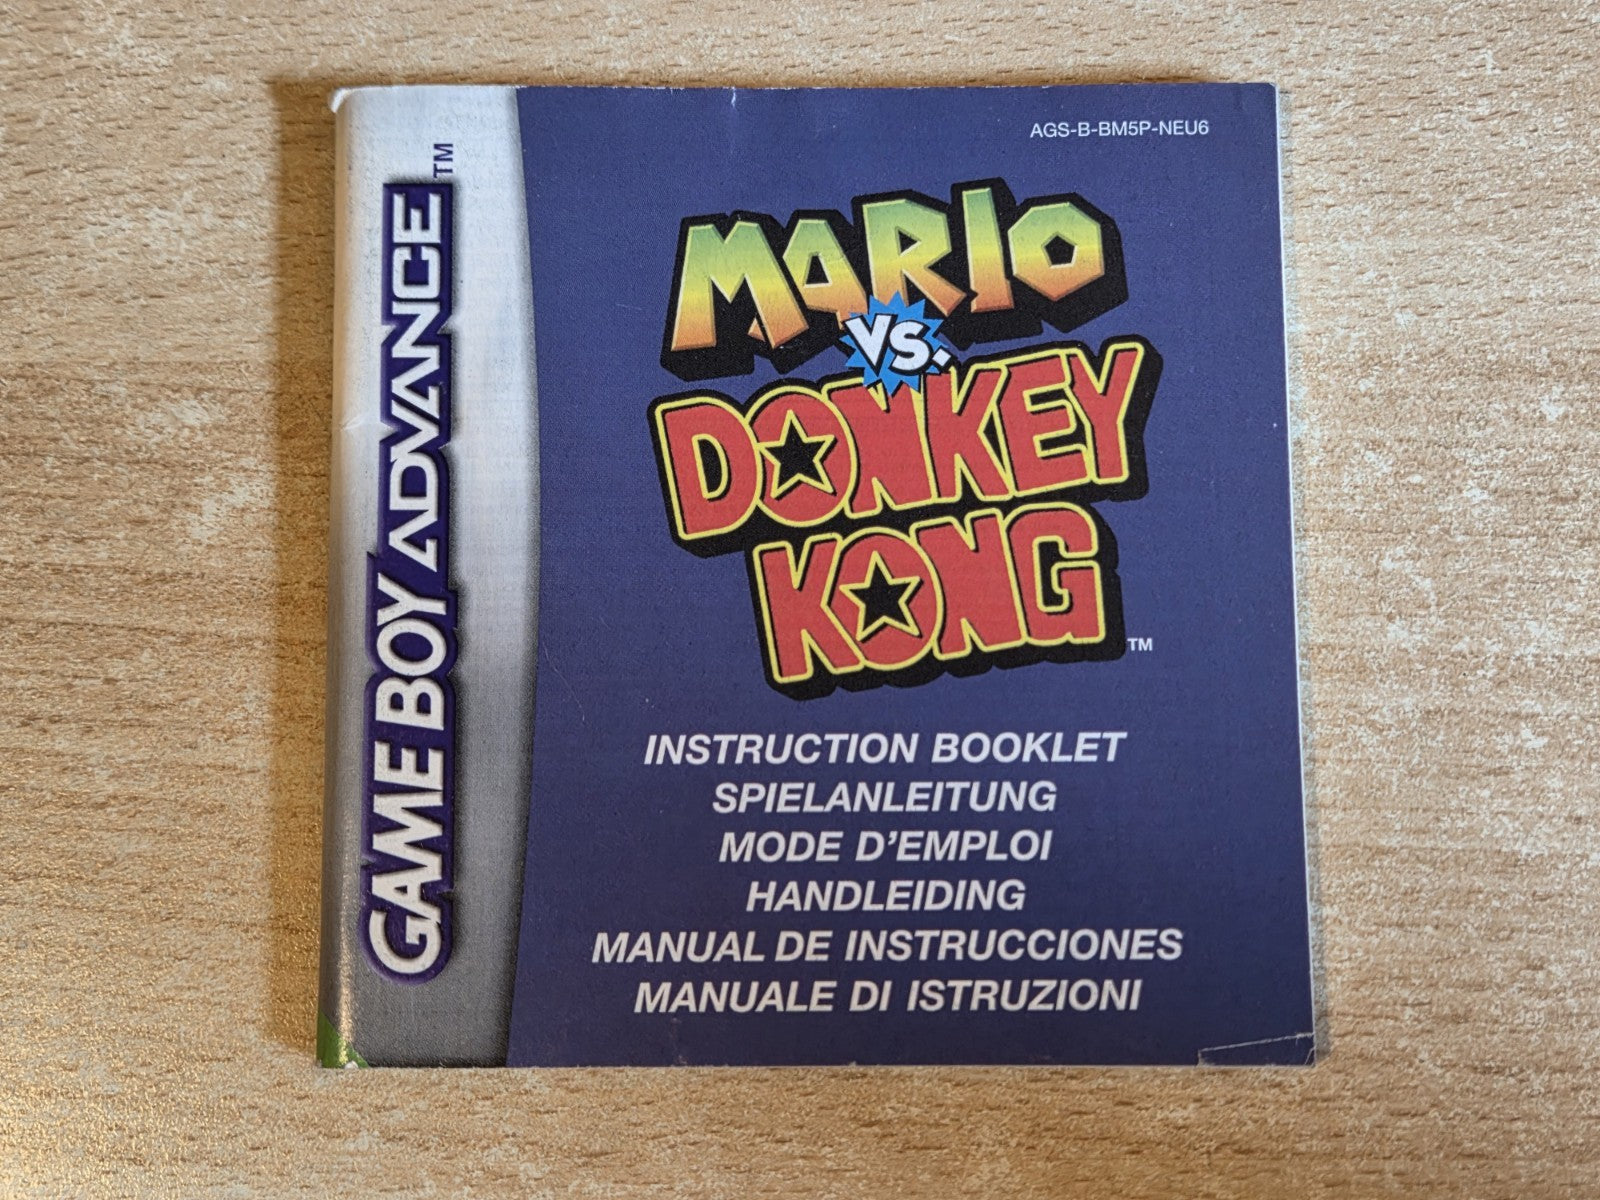 AGS-B-BM5P-NEU6
GAME BOY ADVANCE™
MARIO
VS.
DONKEY
KONG™
INSTRUCTION BOOKLET
SPIELANLEITUNG
MODE D'EMPLOI
HANDLEIDING
MANUAL DE INSTRUCCIONES
MANUALE DI ISTRUZIONI